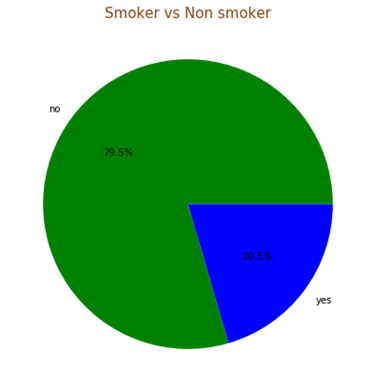 Smoker vs Non smoker
no
79.5%
20.5%
yes